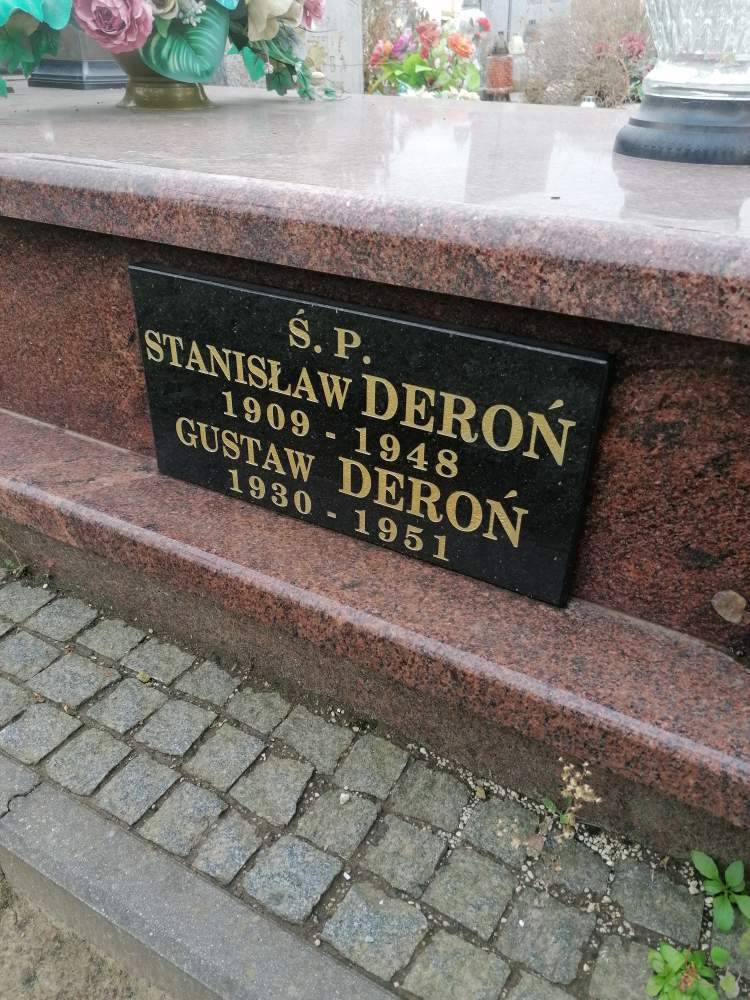 Ś. P.
STANISŁAW DEROŃ
1909 - 1948
GUSTAW DEROŃ
1930 - 1951